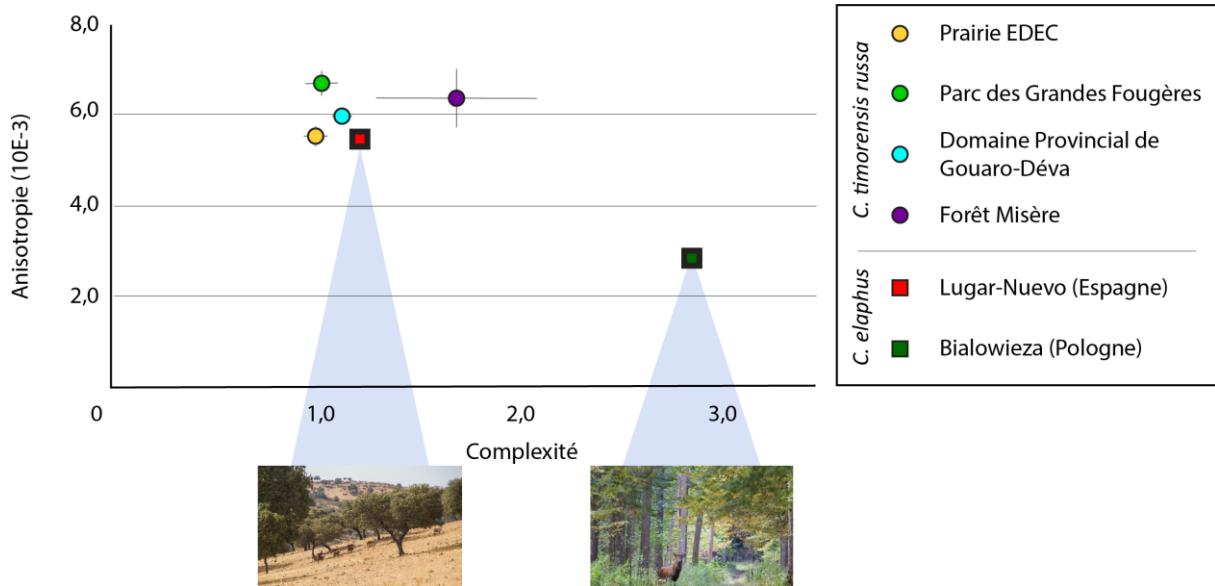 8,0
6,0
4,0
2,0
Anisotropie (10E-3)
0
1,0
2,0
3,0
Complexité
C. timorensis russa
Prairie EDEC
Parc des Grandes Fougères
Domaine Provincial de
Gouaro-Déva
Forêt Misère
C. elaphus
Lugar-Nuevo (Espagne)
Bialowieza (Pologne)